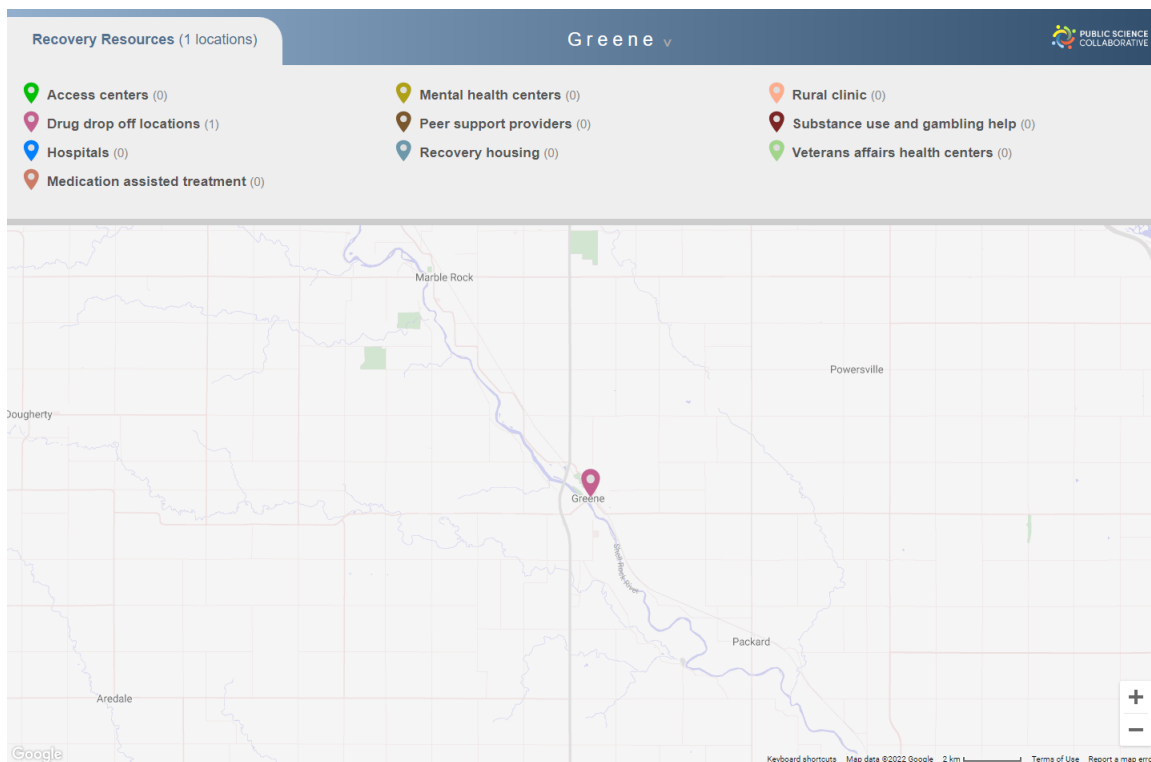 Recovery Resources (1 locations)
Greene v
PUBLIC SCIENCE
COLLABORATIVE
Access centers (0)
Mental health centers (0)
Rural clinic (0)
Drug drop off locations (1)
Peer support providers (0)
Substance use and gambling help (0)
Hospitals (0)
Recovery housing (0)
Veterans affairs health centers (0)
Medication assisted treatment (0)
Marble Rock
Powersville
Dougherty
Greene
Shell Rock River
Packard
Aredale
+
−
Google
Keyboard shortcuts Map data ©2022 Google 2 km Terms of Use Report a map erro